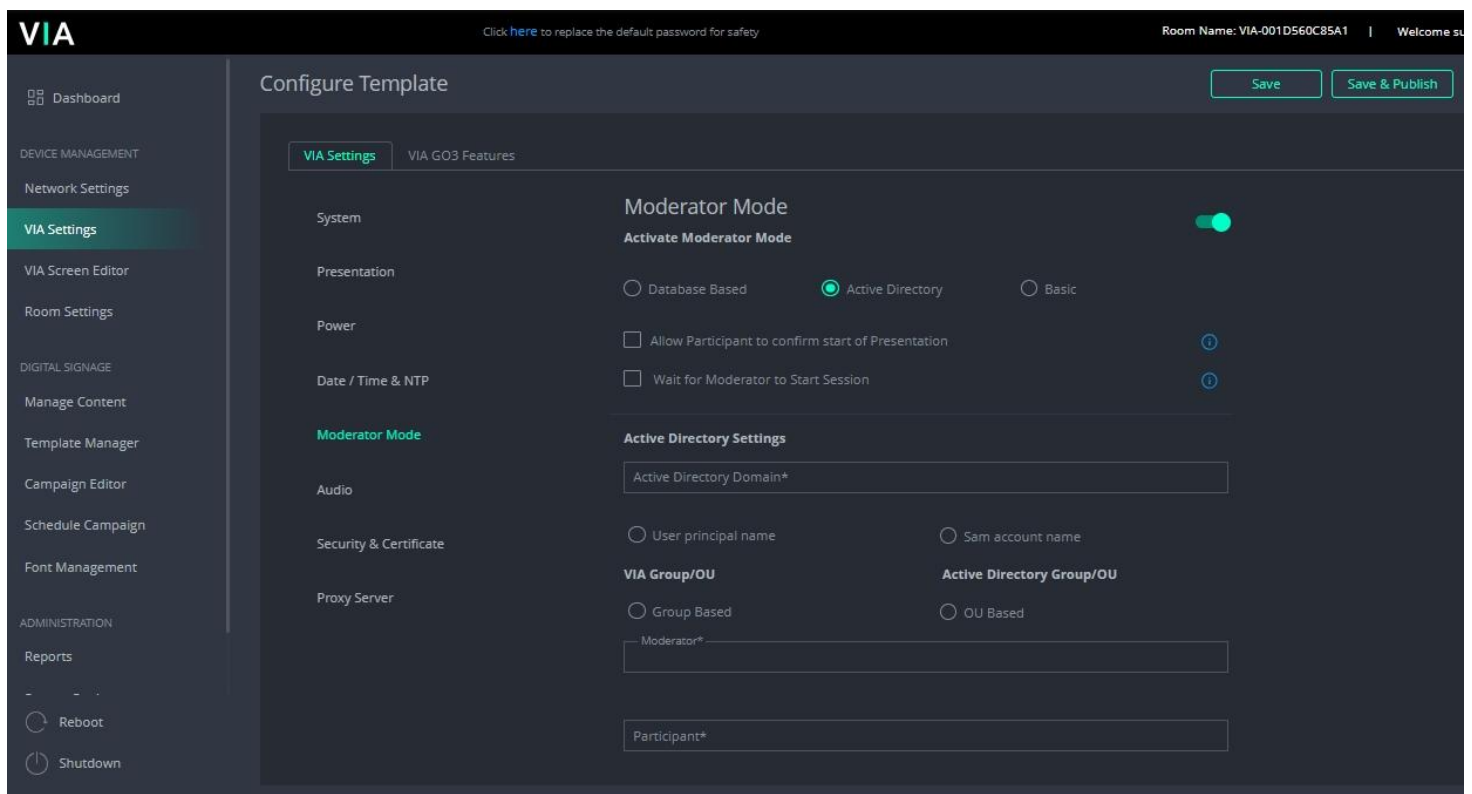 VIA
Click here to replace the default password for safety
Room Name: VIA-001D560C85A1 | Welcome su
Dashboard
DEVICE MANAGEMENT
Network Settings
VIA Settings
VIA Screen Editor
Room Settings
DIGITAL SIGNAGE
Manage Content
Template Manager
Campaign Editor
Schedule Campaign
Font Management
ADMINISTRATION
Reports
Reboot
Shutdown
Configure Template
Save
Save & Publish
VIA Settings
VIA GO3 Features
System
Presentation
Power
Date / Time & NTP
Moderator Mode
Audio
Security & Certificate
Proxy Server
Moderator Mode
Activate Moderator Mode
Database Based
Active Directory
Basic
Allow Participant to confirm start of Presentation
Wait for Moderator to Start Session
Active Directory Settings
Active Directory Domain*
User principal name
Sam account name
VIA Group/OU
Active Directory Group/OU
Group Based
OU Based
Moderator*
Participant*